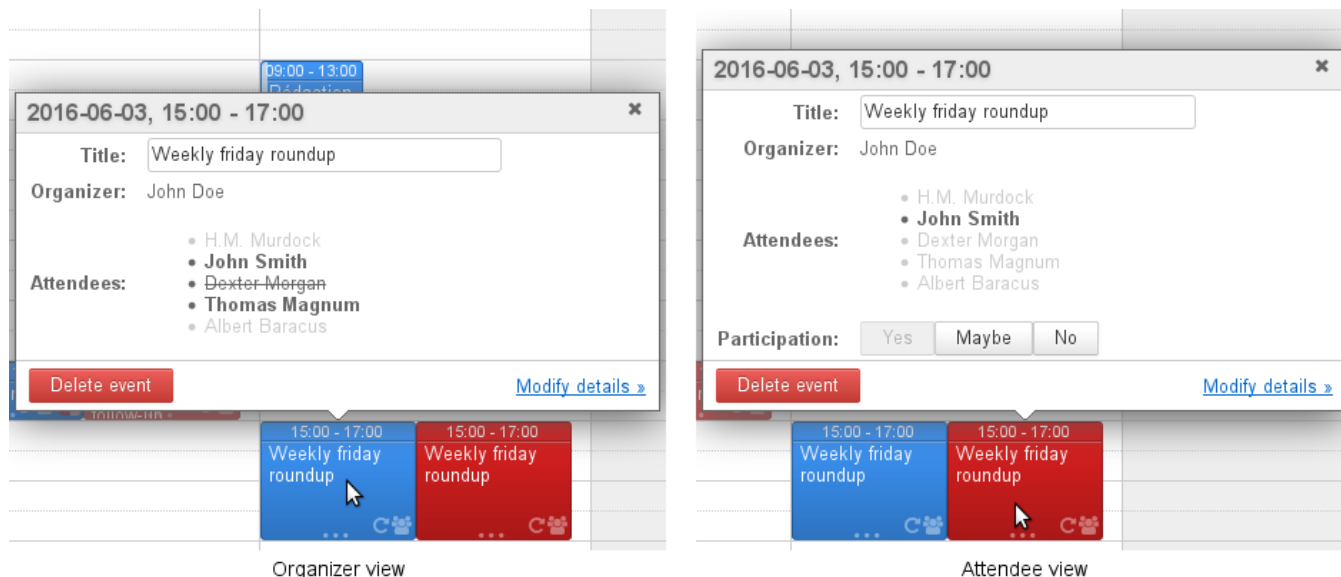 09:00 - 13:00
Rédaction
2016-06-03, 15:00 - 17:00
Title: Weekly friday roundup
Organizer: John Doe
Attendees:
• H.M. Murdock
• John Smith
• Dexter Morgan
• Thomas Magnum
• Albert Baracus
Delete event
Modify details »
follow-up
15:00 - 17:00
Weekly friday
roundup
15:00 - 17:00
Weekly friday
roundup
Organizer view
2016-06-03, 15:00 - 17:00
Title: Weekly friday roundup
Organizer: John Doe
Attendees:
• H.M. Murdock
• John Smith
• Dexter Morgan
• Thomas Magnum
• Albert Baracus
Participation: Yes Maybe No
Delete event
Modify details »
15:00 - 17:00
Weekly friday
roundup
15:00 - 17:00
Weekly friday
roundup
Attendee view